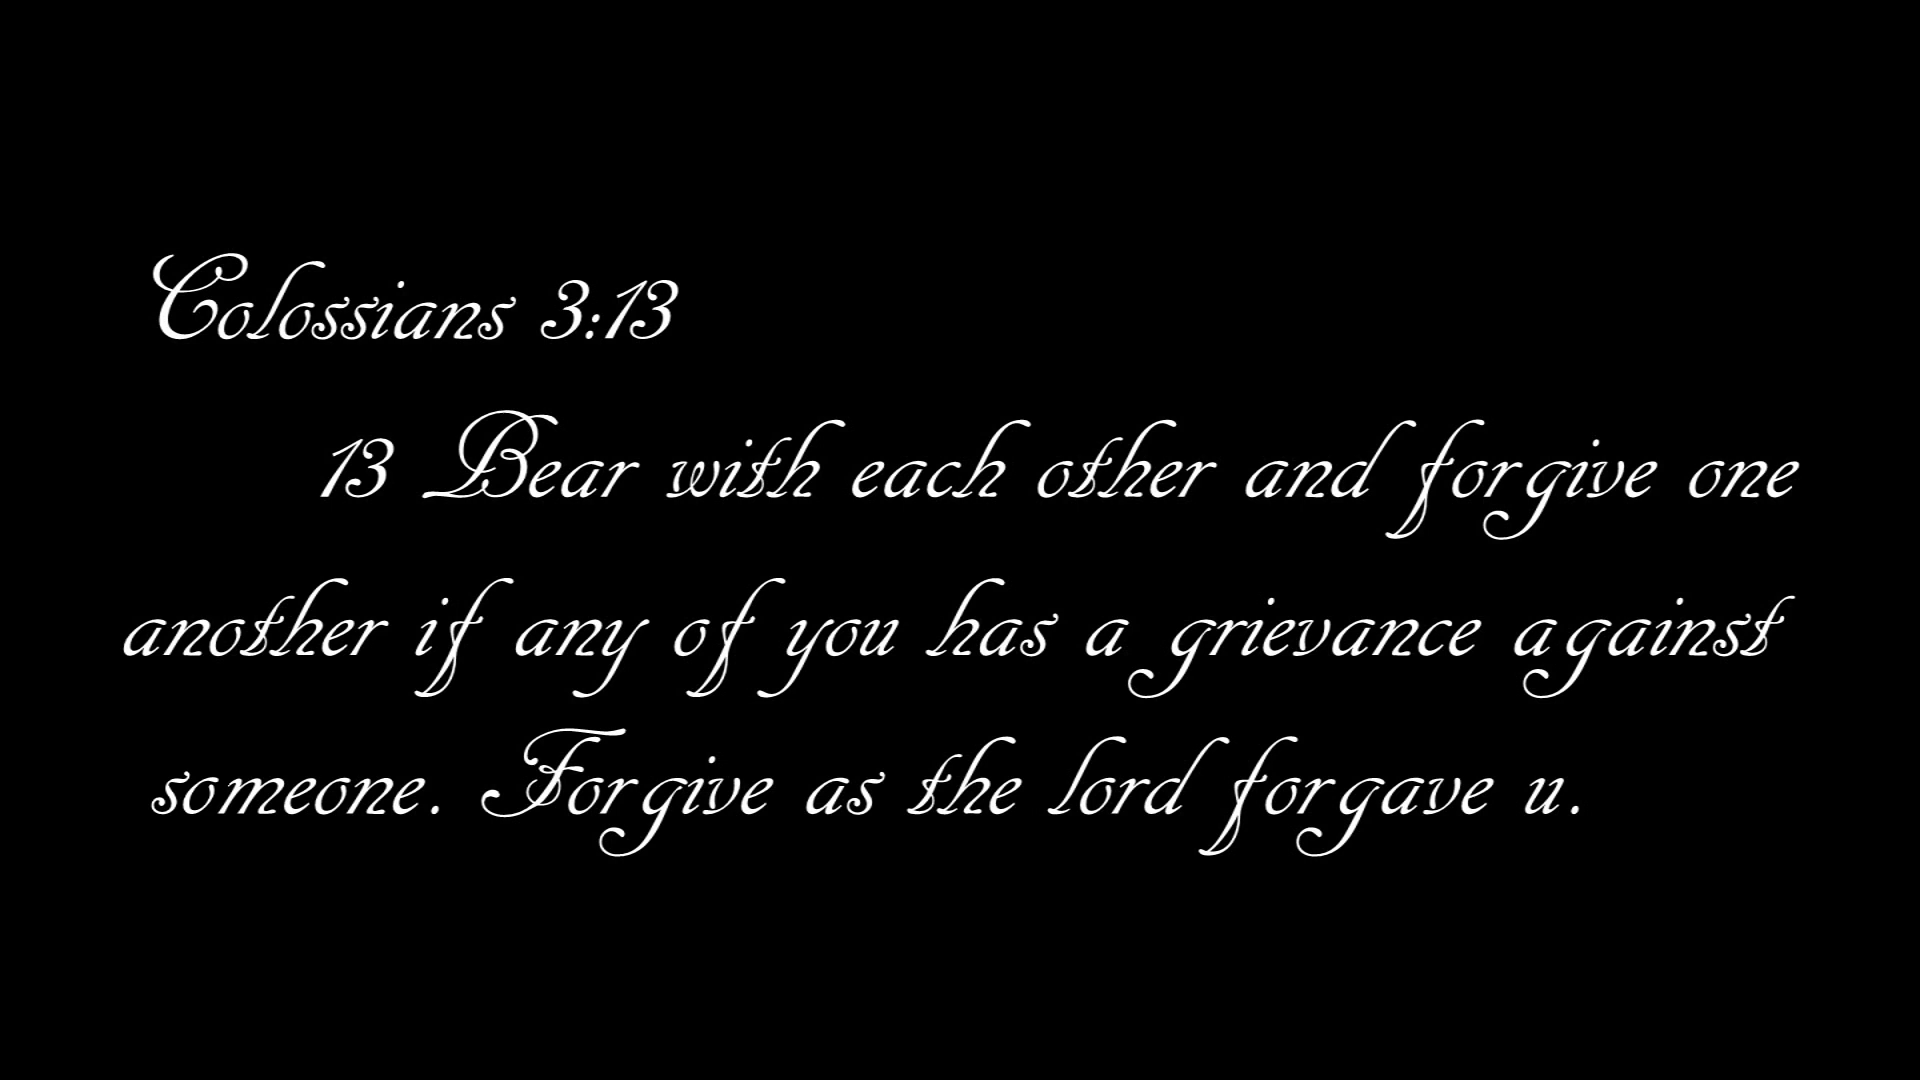 Colossians 3:13
13 Bear with each other and forgive one
another if any of you has a grievance against
someone. Forgive as the lord forgave u.